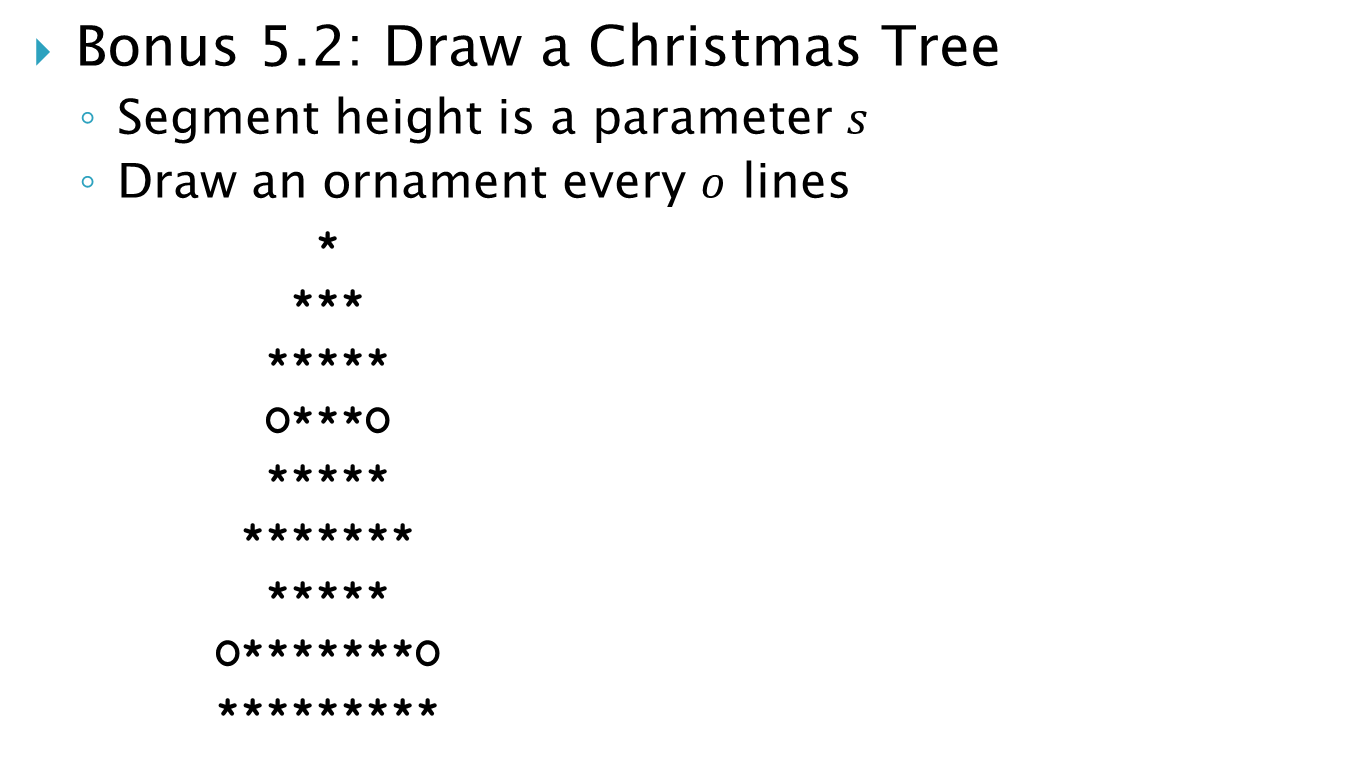 Bonus 5.2: Draw a Christmas Tree
Segment height is a parameter s
Draw an ornament every o lines
*
***
*****
o***o
*****
*******
*****
o*******o
*********